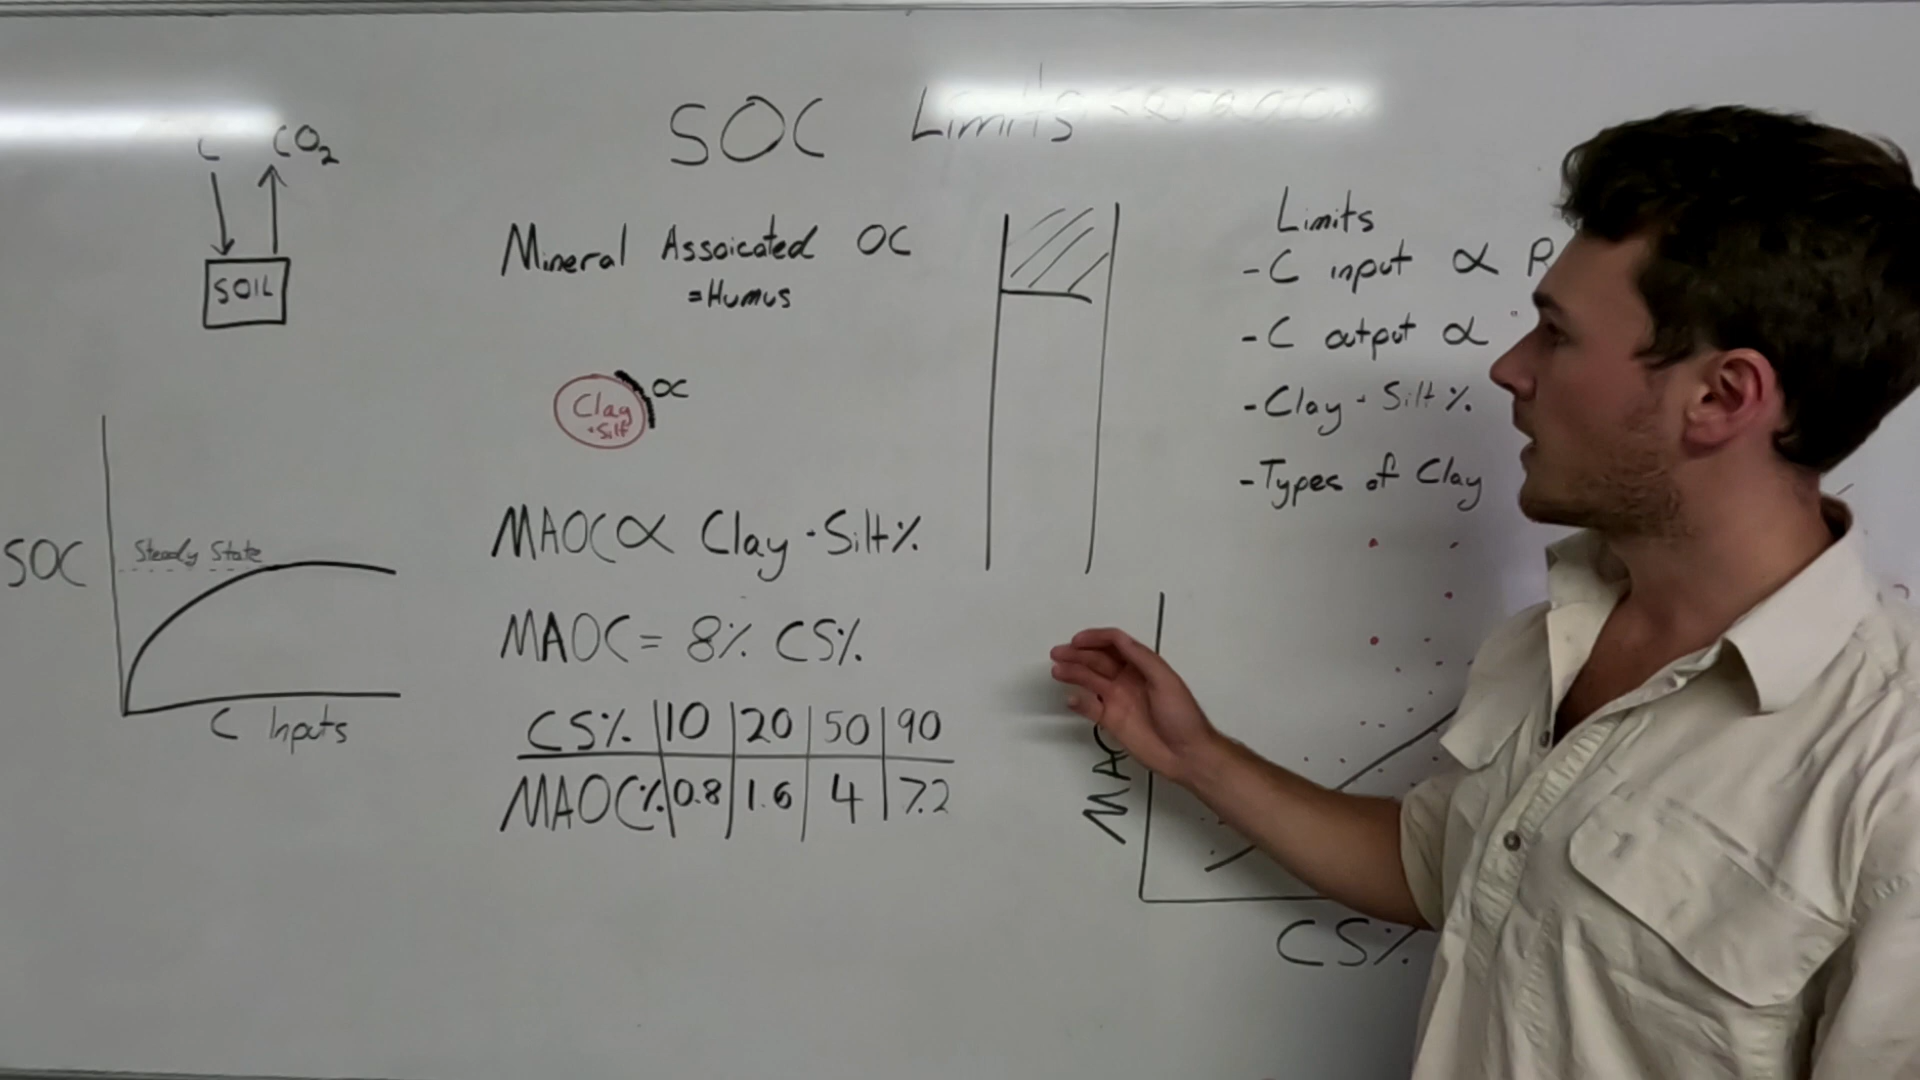 SOC Limits
C CO₂
SOIL
Mineral Assoicated OC
=Humus
Clay
+Silt
OC
MAOC ∝ Clay + Silt%
MAOC = 8% CS%
CS% | 10 | 20 | 50 | 90
MAOC% | 0.8 | 1.6 | 4 | 7.2
SOC
Steady State
C Inputs
Limits
- C input ∝ R
- C output ∝
- Clay + Silt %
- Types of Clay
CS%